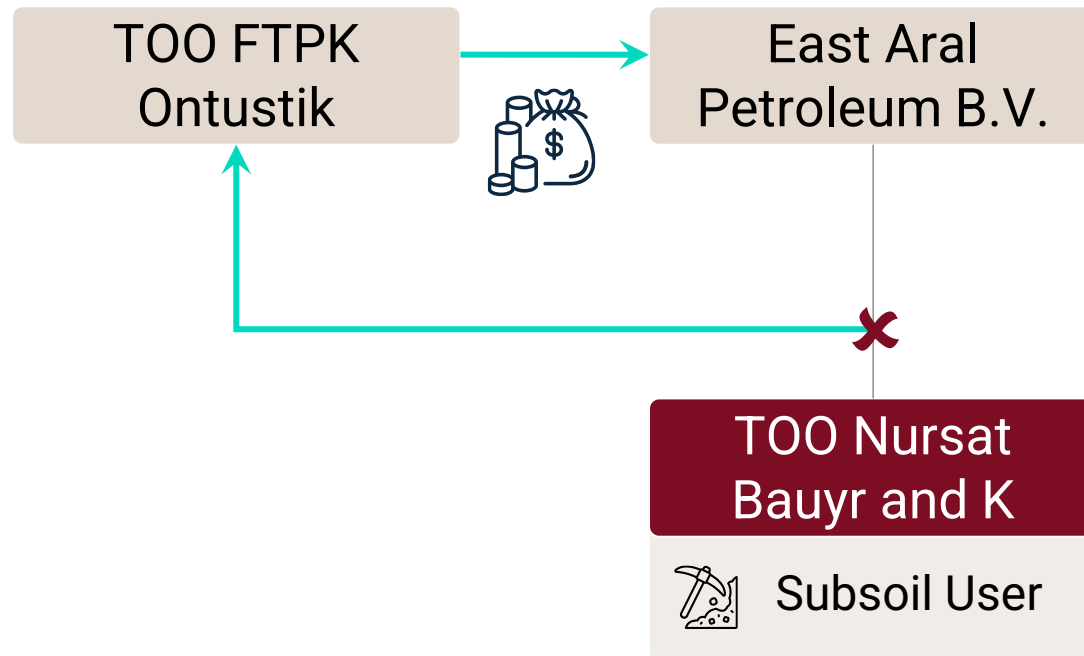 TOO FTPK
Ontustik
East Aral
Petroleum B.V.
$
TOO Nursat
Bauyr and K
Subsoil User